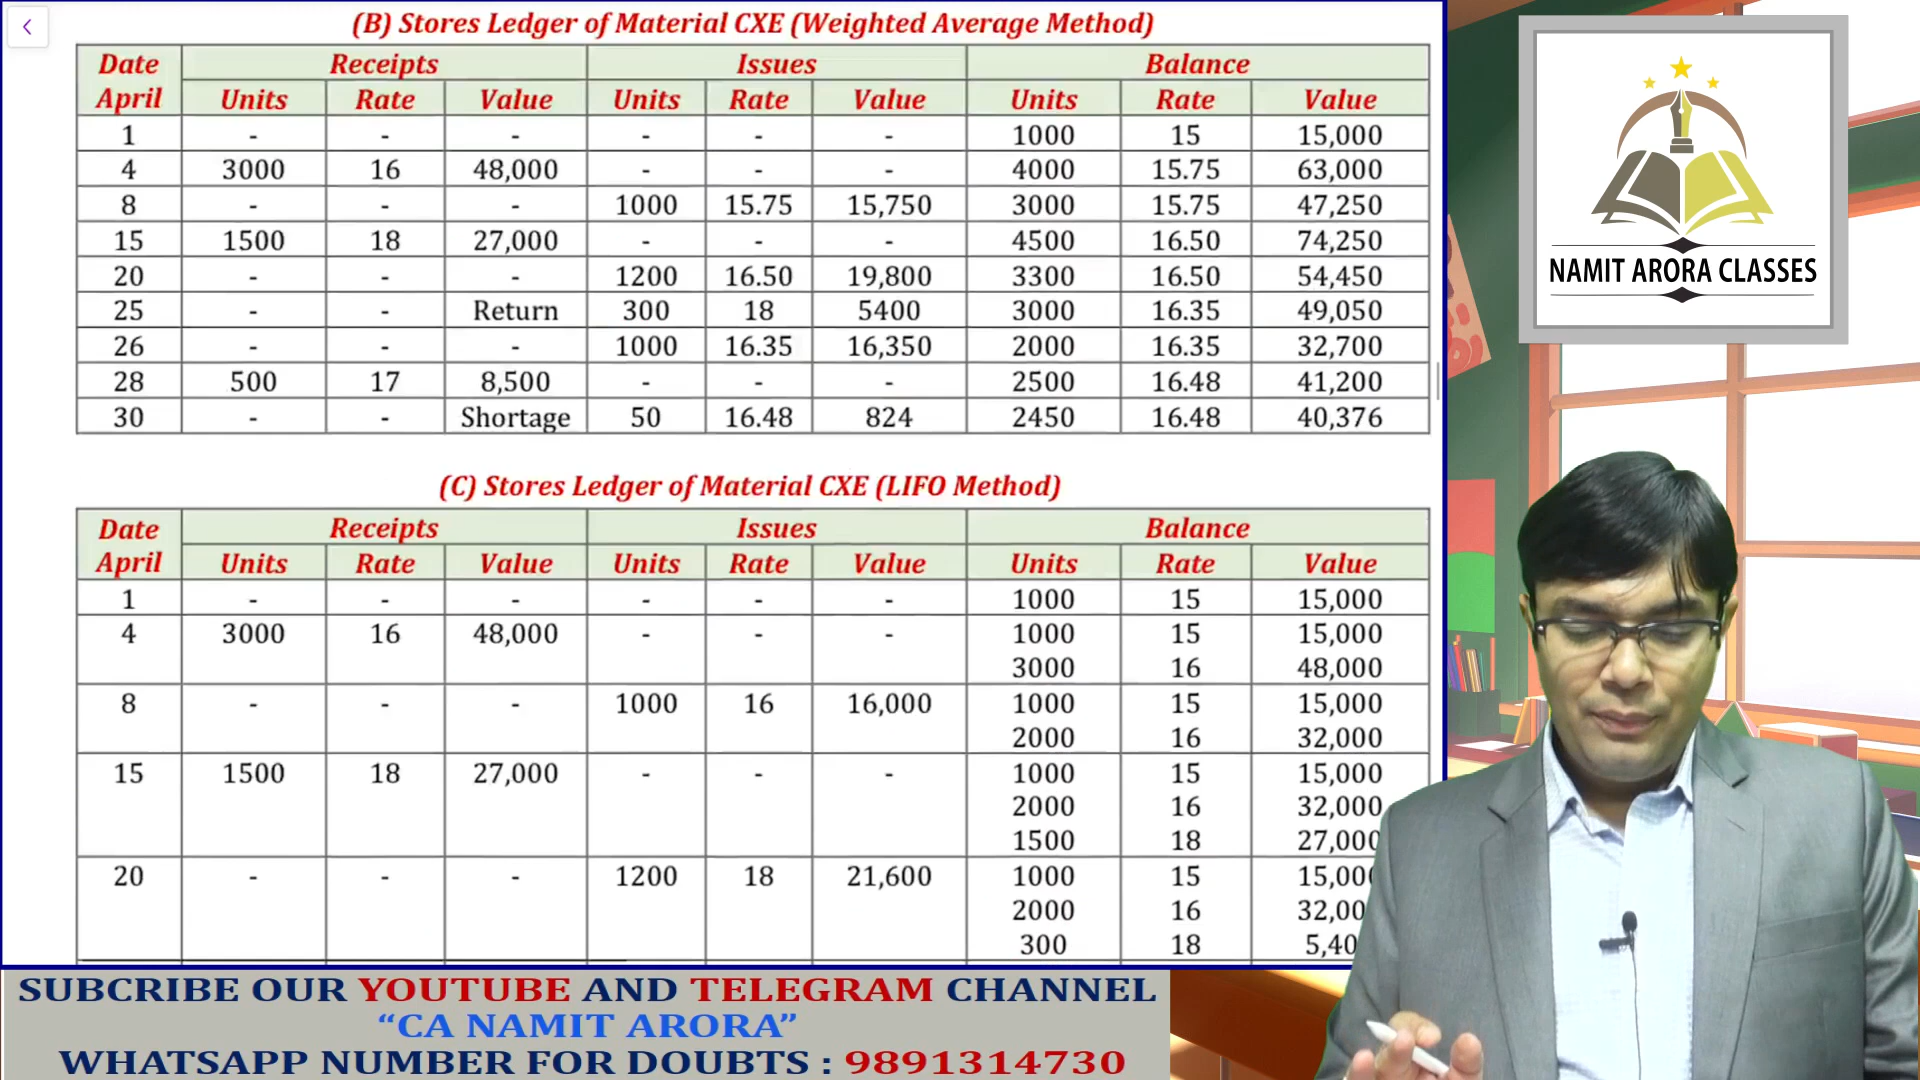 (B) Stores Ledger of Material CXE (Weighted Average Method)
Date April Receipts Issues Balance
Units Rate Value Units Rate Value Units Rate Value
1 - - - - - - 1000 15 15,000
4 3000 16 48,000 - - - 4000 15.75 63,000
8 - - - 1000 15.75 15,750 3000 15.75 47,250
15 1500 18 27,000 - - - 4500 16.50 74,250
20 - - - 1200 16.50 19,800 3300 16.50 54,450
25 - - Return 300 18 5400 3000 16.35 49,050
26 - - - 1000 16.35 16,350 2000 16.35 32,700
28 500 17 8,500 - - - 2500 16.48 41,200
30 - - Shortage 50 16.48 824 2450 16.48 40,376
(C) Stores Ledger of Material CXE (LIFO Method)
Date April Receipts Issues Balance
Units Rate Value Units Rate Value Units Rate Value
1 - - - - - - 1000 15 15,000
4 3000 16 48,000 - - - 1000 15 15,000
3000 16 48,000
8 - - - 1000 16 16,000 1000 15 15,000
2000 16 32,000
15 1500 18 27,000 - - - 1000 15 15,000
2000 16 32,000
1500 18 27,000
20 - - - 1200 18 21,600 1000 15 15,00
2000 16 32,00
300 18 5,40
NAMIT ARORA CLASSES
SUBCRIBE OUR YOUTUBE AND TELEGRAM CHANNEL
“CA NAMIT ARORA”
WHATSAPP NUMBER FOR DOUBTS : 9891314730